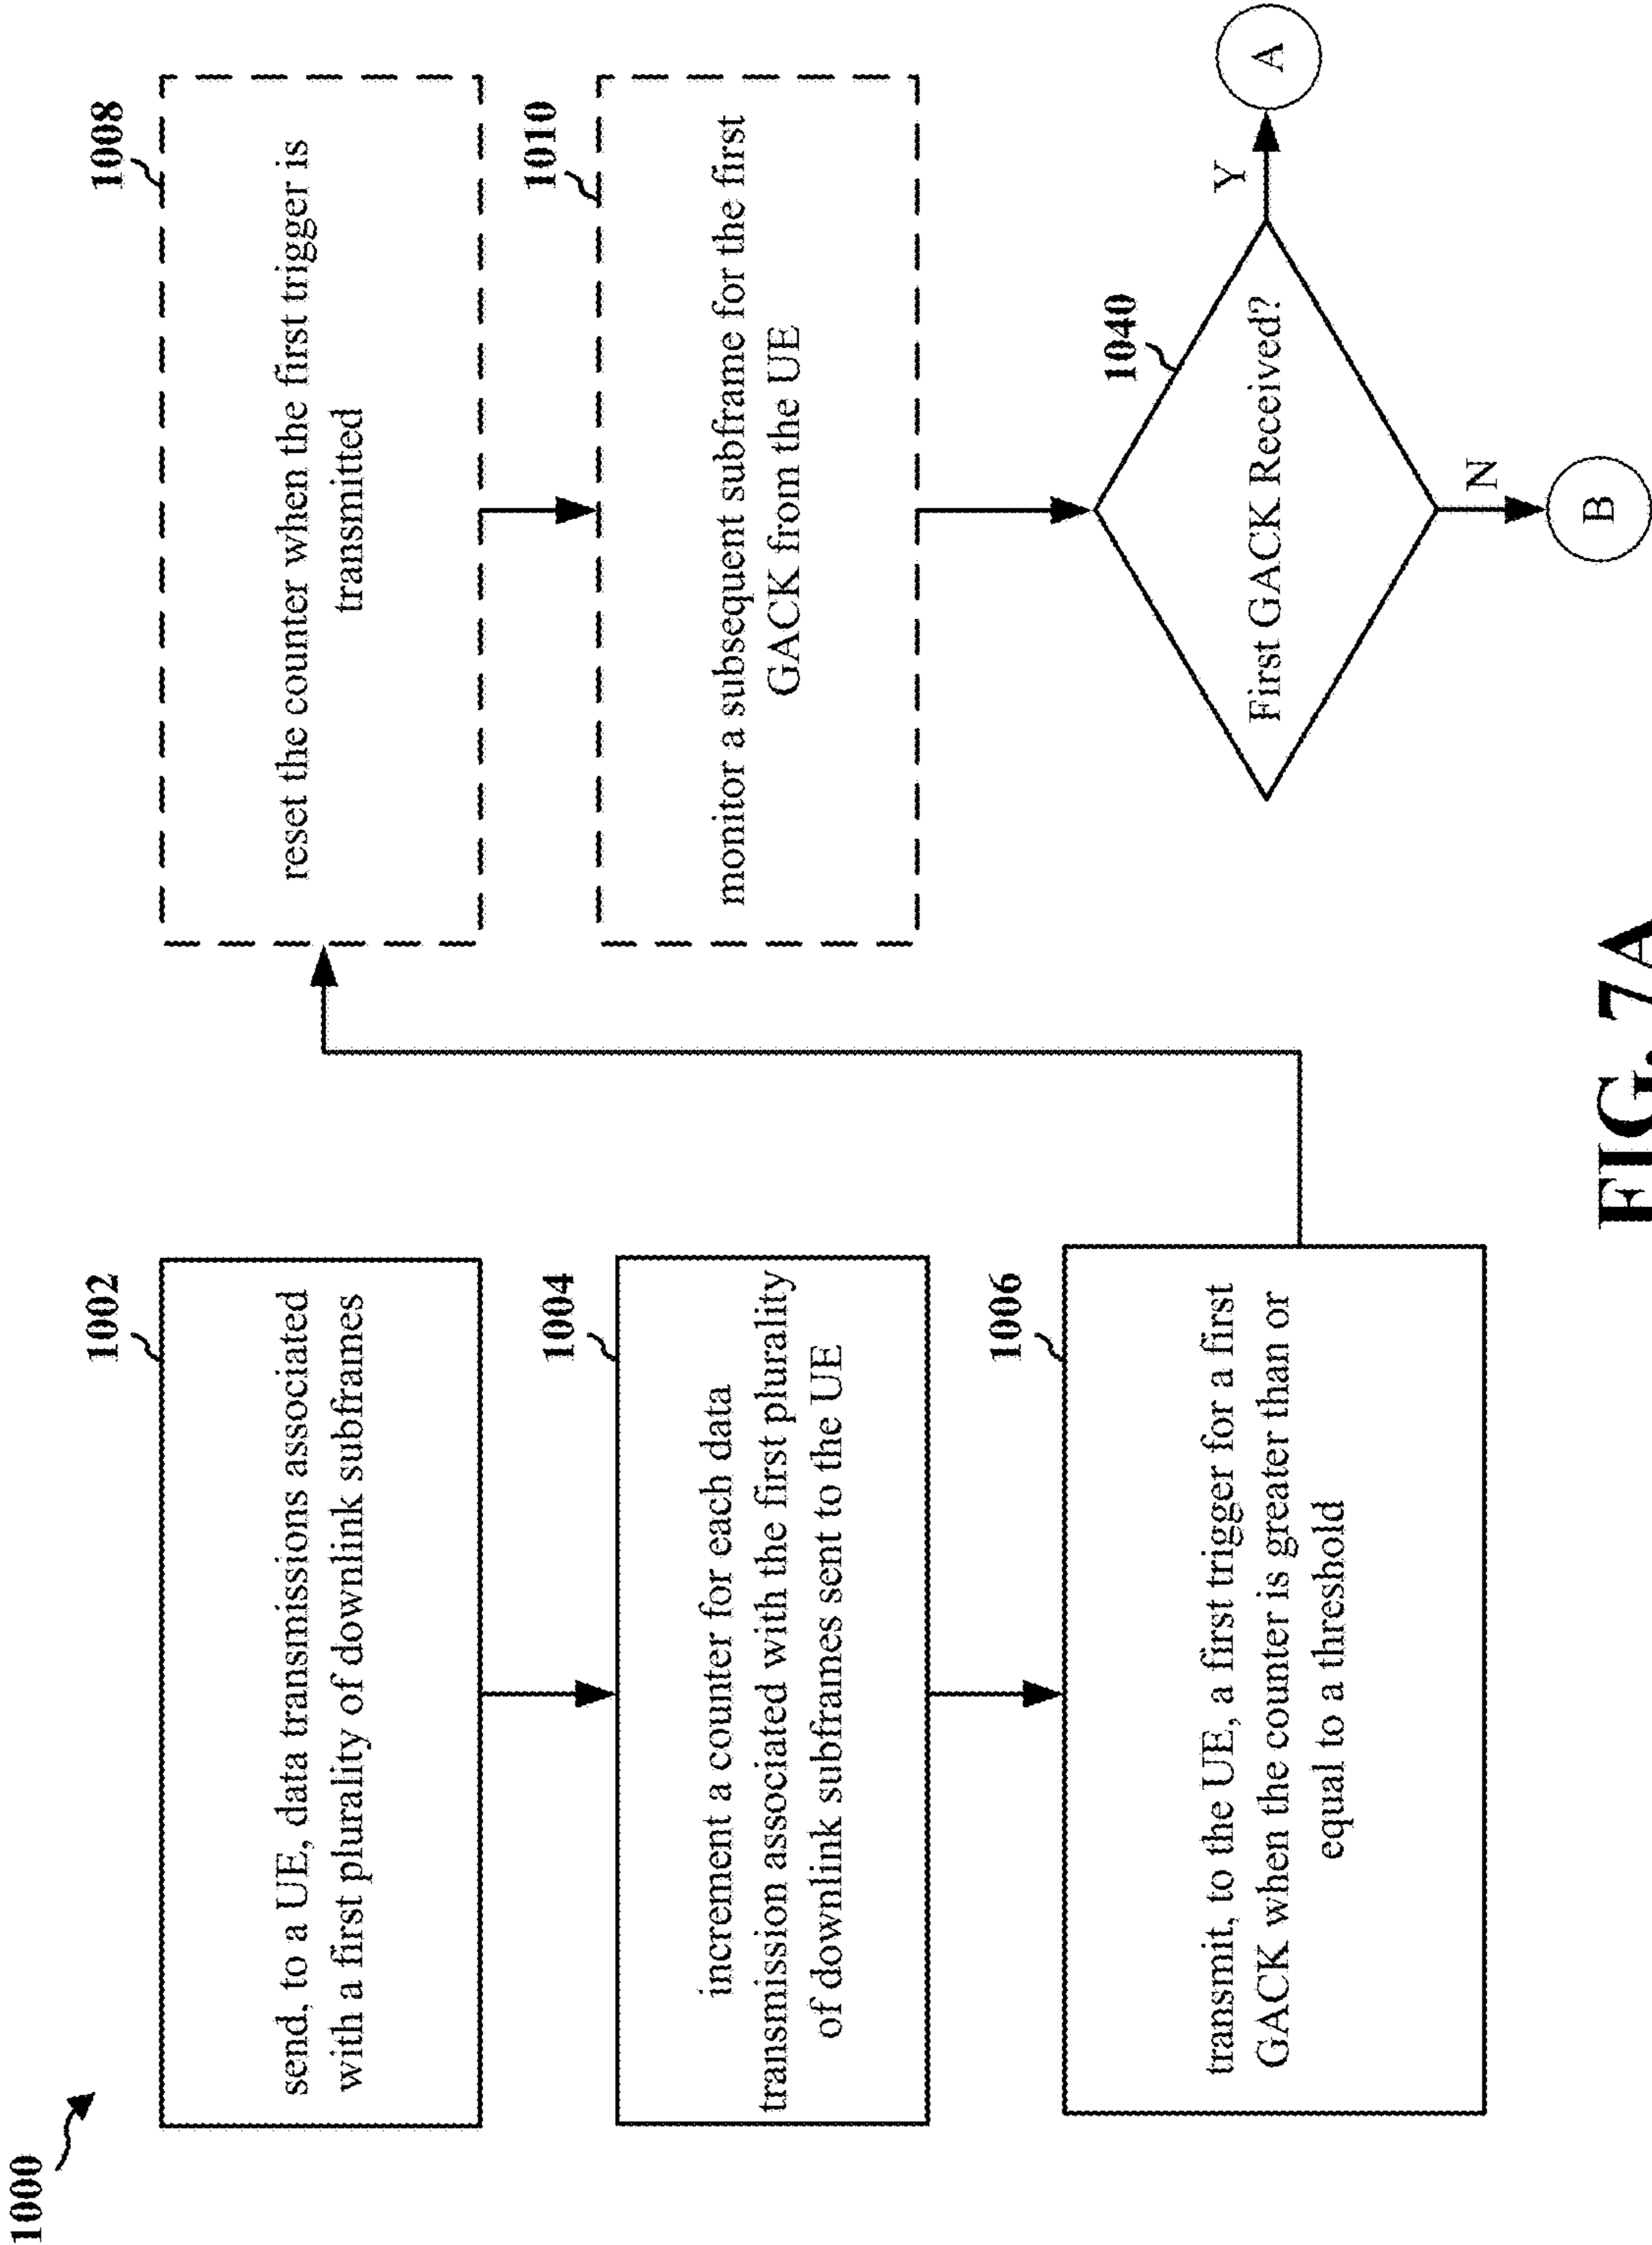 1000
1002
send, to a UE, data transmissions associated
with a first plurality of downlink subframes
1004
increment a counter for each data
transmission associated with the first plurality
of downlink subframes sent to the UE
1006
transmit, to the UE, a first trigger for a first
GACK when the counter is greater than or
equal to a threshold
1008
reset the counter when the first trigger is
transmitted
1010
monitor a subsequent subframe for the first
GACK from the UE
1040
First GACK Received?
Y
A
N
B
FIG. 7A